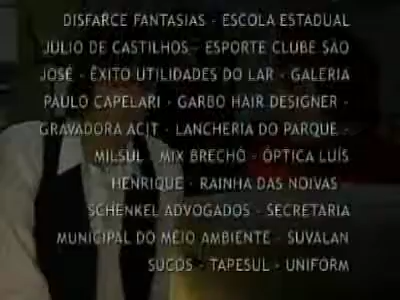 DISFARCE FANTASIAS - ESCOLA ESTADUAL
JÚLIO DE CASTILHOS - ESPORTE CLUBE SÃO
JOSÉ - ÊXITO UTILIDADES DO LAR - GALERIA
PAULO CAPELARI - GARBO HAIR DESIGNER -
GRAVADORA ACIT - LANCHERIA DO PARQUE -
MILSUL - MIX BRECHÓ - ÓPTICA LUÍS
HENRIQUE - RAINHA DAS NOIVAS -
SCHENKEL ADVOGADOS - SECRETARIA
MUNICIPAL DO MEIO AMBIENTE - SUVALAN
SUCOS - TAPESUL - UNIFORM